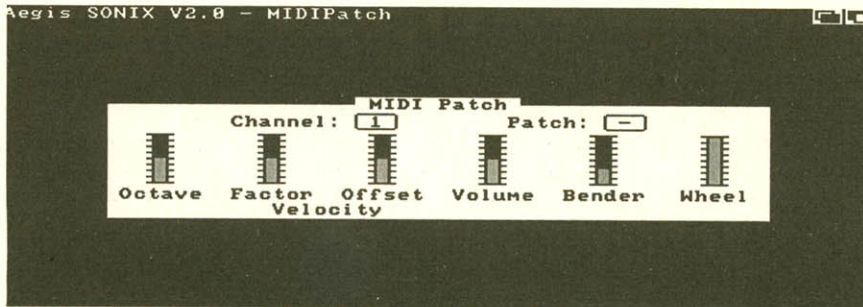 Aegis SONIX V2.0 - MIDIPatch
MIDI Patch
Channel: 1 Patch: -
Octave Factor Offset Volume Bender Wheel
Velocity